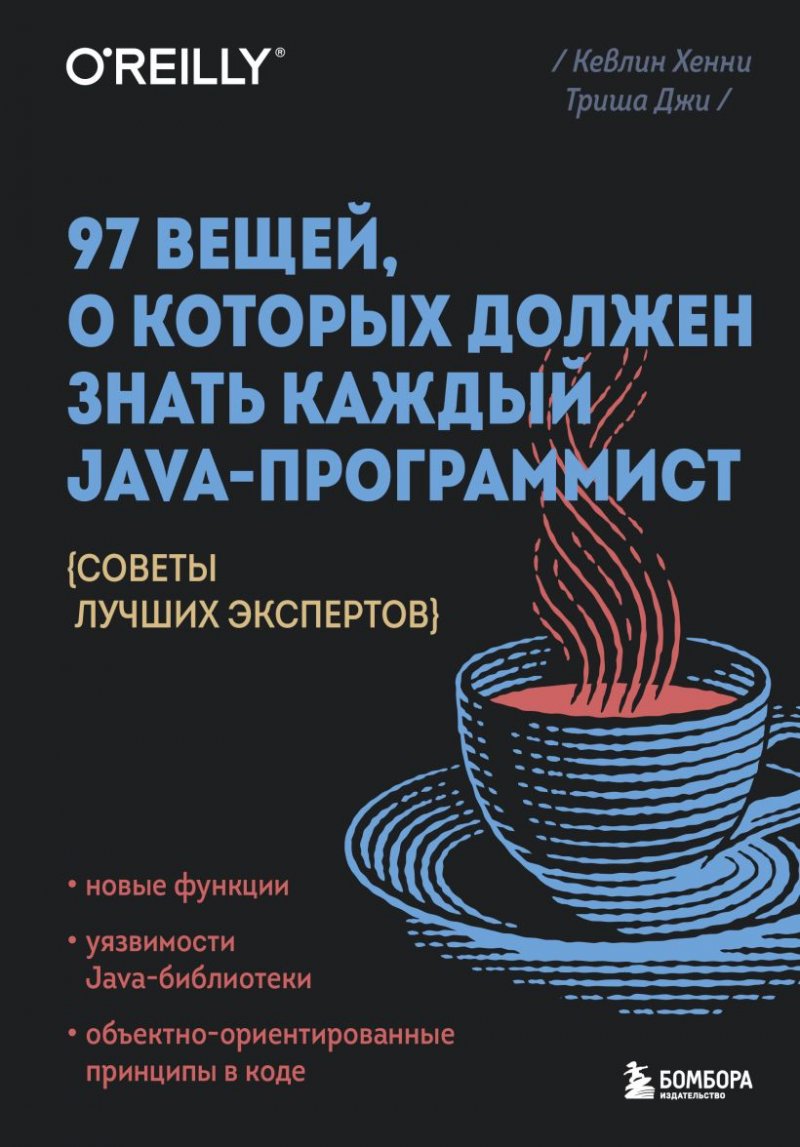 O'REILLY®
/ Кевлин Хенни
Триша Джи /
97 ВЕЩЕЙ,
О КОТОРЫХ ДОЛЖЕН
ЗНАТЬ КАЖДЫЙ
JAVA-ПРОГРАММИСТ
{СОВЕТЫ
ЛУЧШИХ ЭКСПЕРТОВ}
• новые функции
• уязвимости
Java-библиотеки
• объектно-ориентированные
принципы в коде
БОМБОРА
ИЗДАТЕЛЬСТВО